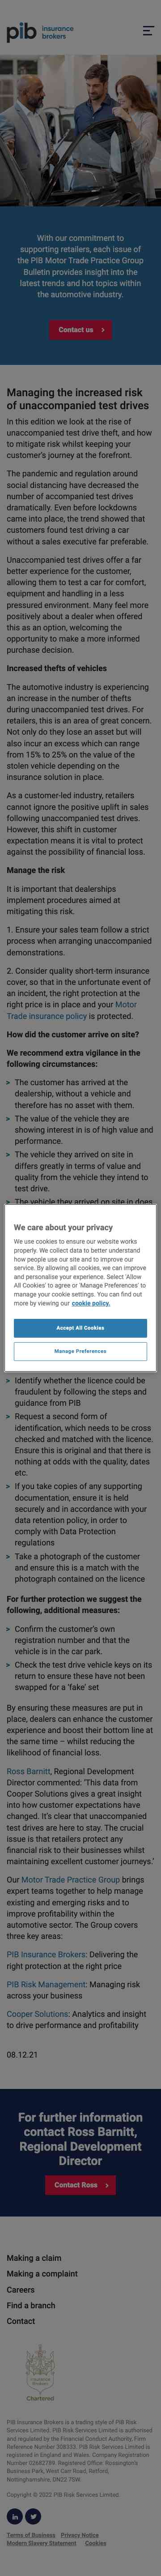 pib insurance
brokers
With our commitment to
supporting retailers, each issue of
the PIB Motor Trade Practice Group
Bulletin provides insight into the
latest trends and hot topics within
the automotive industry.
Contact us
Managing the increased risk
of unaccompanied test drives
In this edition we look at the rise of
unaccompanied test drive theft, and how
to mitigate risk whilst keeping your
customer's journey at the forefront.
The pandemic and regulation around
social distancing have decreased the
number of accompanied test drives
dramatically. Even before lockdowns
came into place, the trend showed that
customers found test driving a car
without a sales executive far preferable.
Unaccompanied test drives offer a far
better experience for the customer,
allowing them to test a car for comfort,
equipment and handling in a less
pressured environment. Many feel more
positively about a dealer when offered
this as an option, welcoming the
opportunity to make a more informed
purchase decision.
Increased thefts of vehicles
The automotive industry is experiencing
an increase in the amount of thefts
during unaccompanied test drives. For
retailers, this is an area of great concern.
Not only do they lose an asset but will
also incur an excess which can range
from 15% to 25% on the value of the
stolen vehicle depending on the
insurance solution in place.
As a customer-led industry, retailers
cannot ignore the positive uplift in sales
following unaccompanied test drives.
However, this shift in customer
expectation means it is vital to protect
against the possibility of financial loss.
Manage the risk
It is important that dealerships
implement procedures aimed at
mitigating this risk.
1. Ensure your sales team follow a strict
process when arranging unaccompanied
demonstrations.
2. Consider deploying short-term insurance
cover, so that in the unfortunate event of
an incident, the right protection at the
right price is in place and your Motor
Trade insurance policy is protected.
How did the customer arrive on site?
We recommend extra vigilance in the
following circumstances:
The customer has arrived at the
dealership, without a vehicle and
therefore has no means of leaving
The value of the vehicle they are
showing interest in is of high value and/or
performance.
The vehicle they arrived on site in
differs in terms of value and
quality from the vehicle they are
looking to test
The vehicle they arrived on site in does
We care about your privacy
We use cookies to ensure our website works
properly. We collect data to better understand
how people use our site and to improve our
service. By allowing all cookies, we can improve
and personalise your experience. Select 'Allow
All Cookies' to agree or 'Manage Preferences' to
manage your cookie settings. You can find out
more by viewing our cookie policy.
Accept All Cookies
Manage Preferences
Identify whether the licence could be
fraudulent by following the steps and
guidance from PIB
Request a second form of
identification, which needs to be
checked and matched against the
licence. Ensure this is original and
has not been altered with its quality, dates
etc.
If you take copies of any supporting
documentation, ensure it is held
securely and in accordance with your
data retention policy, in order to
comply with Data Protection
regulations
Take a photograph of the customer
and ensure this is a match with the
photograph contained on the licence
For further protection we suggest the
following, additional measures:
Confirm the customer's own
registration number and that the
vehicle is in the car park.
Check the test drive vehicle keys on its
return to ensure these have not been
swapped for a 'fake' set
By ensuring these measures are put in
place, dealers can enhance the customer
experience and boost their bottom line at
the same time – whilst reducing the
likelihood of financial loss.
Ross Barnitt, Regional Development
Director commented: 'This data from
Cooper Solutions gives a great insight
into how customer expectations have
changed. It's clear that unaccompanied
test drives are here to stay. The crucial
issue is that motor retailers protect any
financial risk to their businesses whilst
simultaneously embracing customer value.'
Our Motor Trade Practice Group brings
expert teams together to help manage
existing and emerging risks and to
improve profitability within the
automotive sector. The Group covers
three key areas:
PIB Insurance Brokers: Delivering the
right protection at the right price
PIB Risk Management: Managing risk
across your business
Cooper Solutions: Analytics and insight
to drive performance and profitability
08.12.21
For further information
contact Ross Barnitt,
Regional Development
Director
Contact Ross
Making a claim
Making a complaint
Careers
Find a branch
Contact
Chartered
PIB Insurance Brokers is a trading style of PIB Risk
Services Limited. PIB Risk Services Limited is authorised
and regulated by the Financial Conduct Authority, Firm
Reference Number 308333. PIB Risk Services Limited is
registered in England and Wales. Company Registration
Number 02682789. Registered Office: Rossington's
Business Park, West Carr Road, Retford,
Nottinghamshire, DN22 7SW.
Copyright © 2022 PIB Risk Services Limited.
Terms of Business Privacy Notice
Modern Slavery Statement Cookies